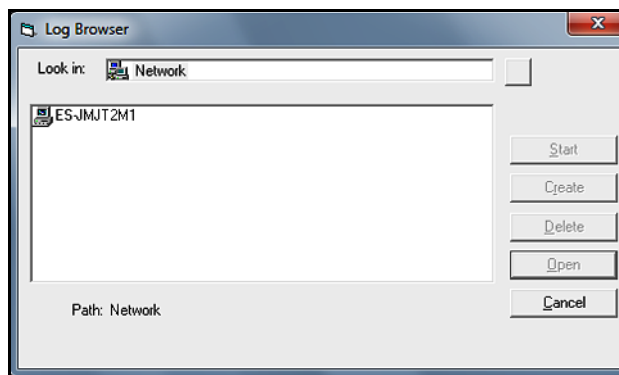 Log Browser
Look in: Network
ES-JMJT2M1
Start
Create
Delete
Open
Cancel
Path: Network